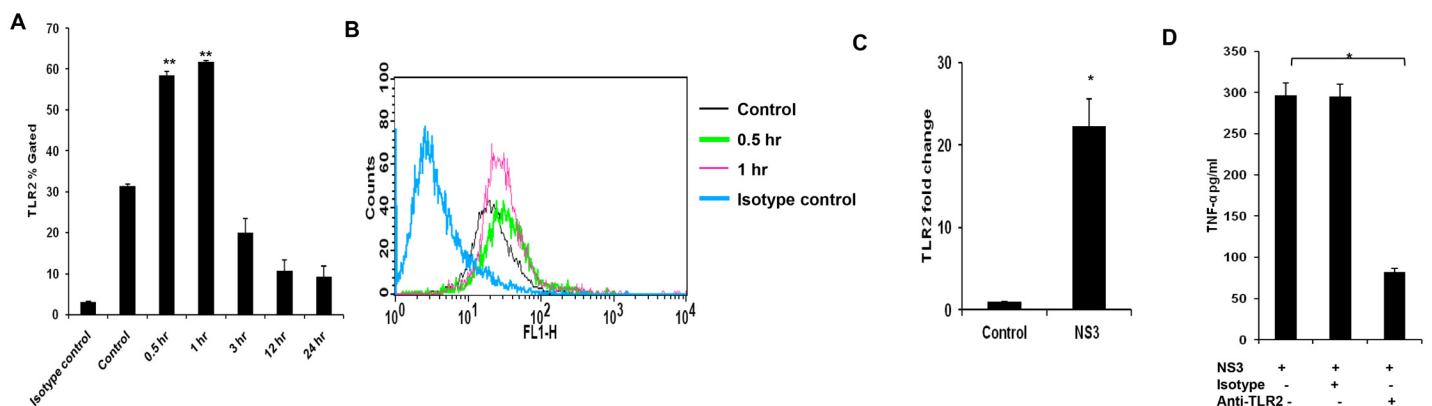 A
TLR2 % Gated
70
60
50
40
30
20
10
0
**
**
Isotype control
Control
0.5 hr
1 hr
3 hr
12 hr
24 hr
B
Counts
100
80
60
40
20
0
10^0 10^1 10^2 10^3 10^4
FL1-H
Control
0.5 hr
1 hr
Isotype control
C
TLR2 fold change
30
20
10
0
*
Control NS3
D
TNF-α pg/ml
350
300
250
200
150
100
50
0
*
NS3 + + +
Isotype - + -
Anti-TLR2 - - +